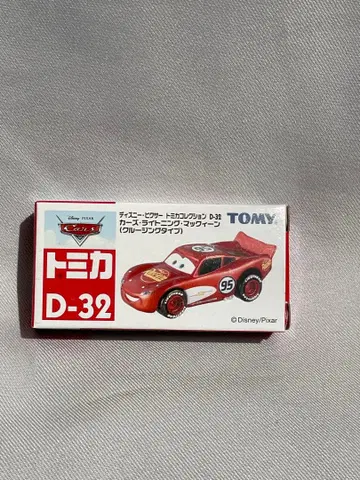 Disney・PIXAR
Cars
トミカ
D-32
ディズニー・ピクサー トミカコレクション D-32
カーズ・ライトニング・マックィーン
(クルージングタイプ)
TOMY
95
©Disney/Pixar